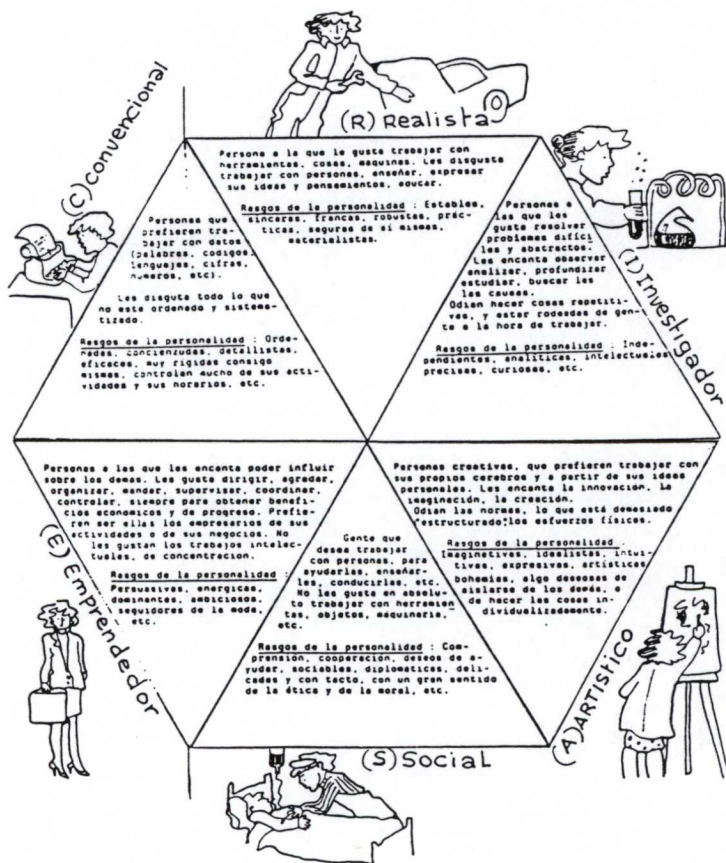 (R) Realista
Persona a la que le gusta trabajar con
herramientas, cosas, maquinas. Les disgusta
trabajar con personas, enseñar, expresar
sus ideas y pensamientos, educar.
Rasgos de la personalidad : Estables,
sinceras, francas, robustas, prác-
ticas, seguras de sí mismas,
materialistas.
(I) Investigador
Personas a
las que les
gusta resolver
problemas difíci
les y abstractos.
Les encanta observar
analizar, profundizar
estudiar, buscar les
las causas.
Odian hacer cosas repetiti-
vas, y estar rodeadas de gen-
te a la hora de trabajar.
Rasgos de la personalidad : Inde-
pendientes, analíticas, intelectuales
precisas, curiosas, etc.
(A) ARTISTICO
Personas creativas, que prefieren trabajar con
sus propios cerebros y a partir de sus ideas
personales. Les encanta la innovación, la
imaginación, la creación.
Odian las normas, lo que está demasiado
"estructurado",los esfuerzos físicos.
Rasgos de la personalidad
Imaginativas, idealistas, intui-
tivas, expresivas, artísticas
bohemias, algo deseosas de
aislarse de los demás, o
de hacer las cosas in-
dividualizadamente.
(S) Social
Gente que
desea trabajar
con personas, para
ayudarles, enseñar-
les, conducirles, etc.
No les gusta en absolu-
to trabajar con herramien
tas, objetos, maquinaria,
etc.
Rasgos de la personalidad : Com-
prensión, cooperación, deseos de a-
yudar, sociables, diplomáticas, deli-
cadas y con tacto, con un gran sentido
de la ética y de la moral, etc.
(E) Emprendedor
Personas a las que les encanta poder influir
sobre los demas. Les gusta dirigir, agradar,
organizar, mandar, supervisar, coordinar,
controlar, siempre para obtener benefi-
cios económicos y de progreso. Prefie-
ren ser ellas los empresarios de sus
actividades o de sus negocios. No
les gustan los trabajos intelec-
tuales, de concentracion.
Rasgos de la personalidad :
Persuasivas, energicas,
dominantes, ambiciosas,
seguidores de la moda,
etc.
(C) Convencional
Personas que
prefieren tra-
bajar con datos
(palabras, codigos,
lenguajes, cifras,
numeros, etc).
Les disguta todo lo que
no este ordenado y sistema-
tizado.
Rasgos de la personalidad : Orde-
nadas, concienzudas, detallistas,
eficaces, muy rígidas consigo
mismas, controlan mucho de sus acti-
vidades y sus horarios, etc.